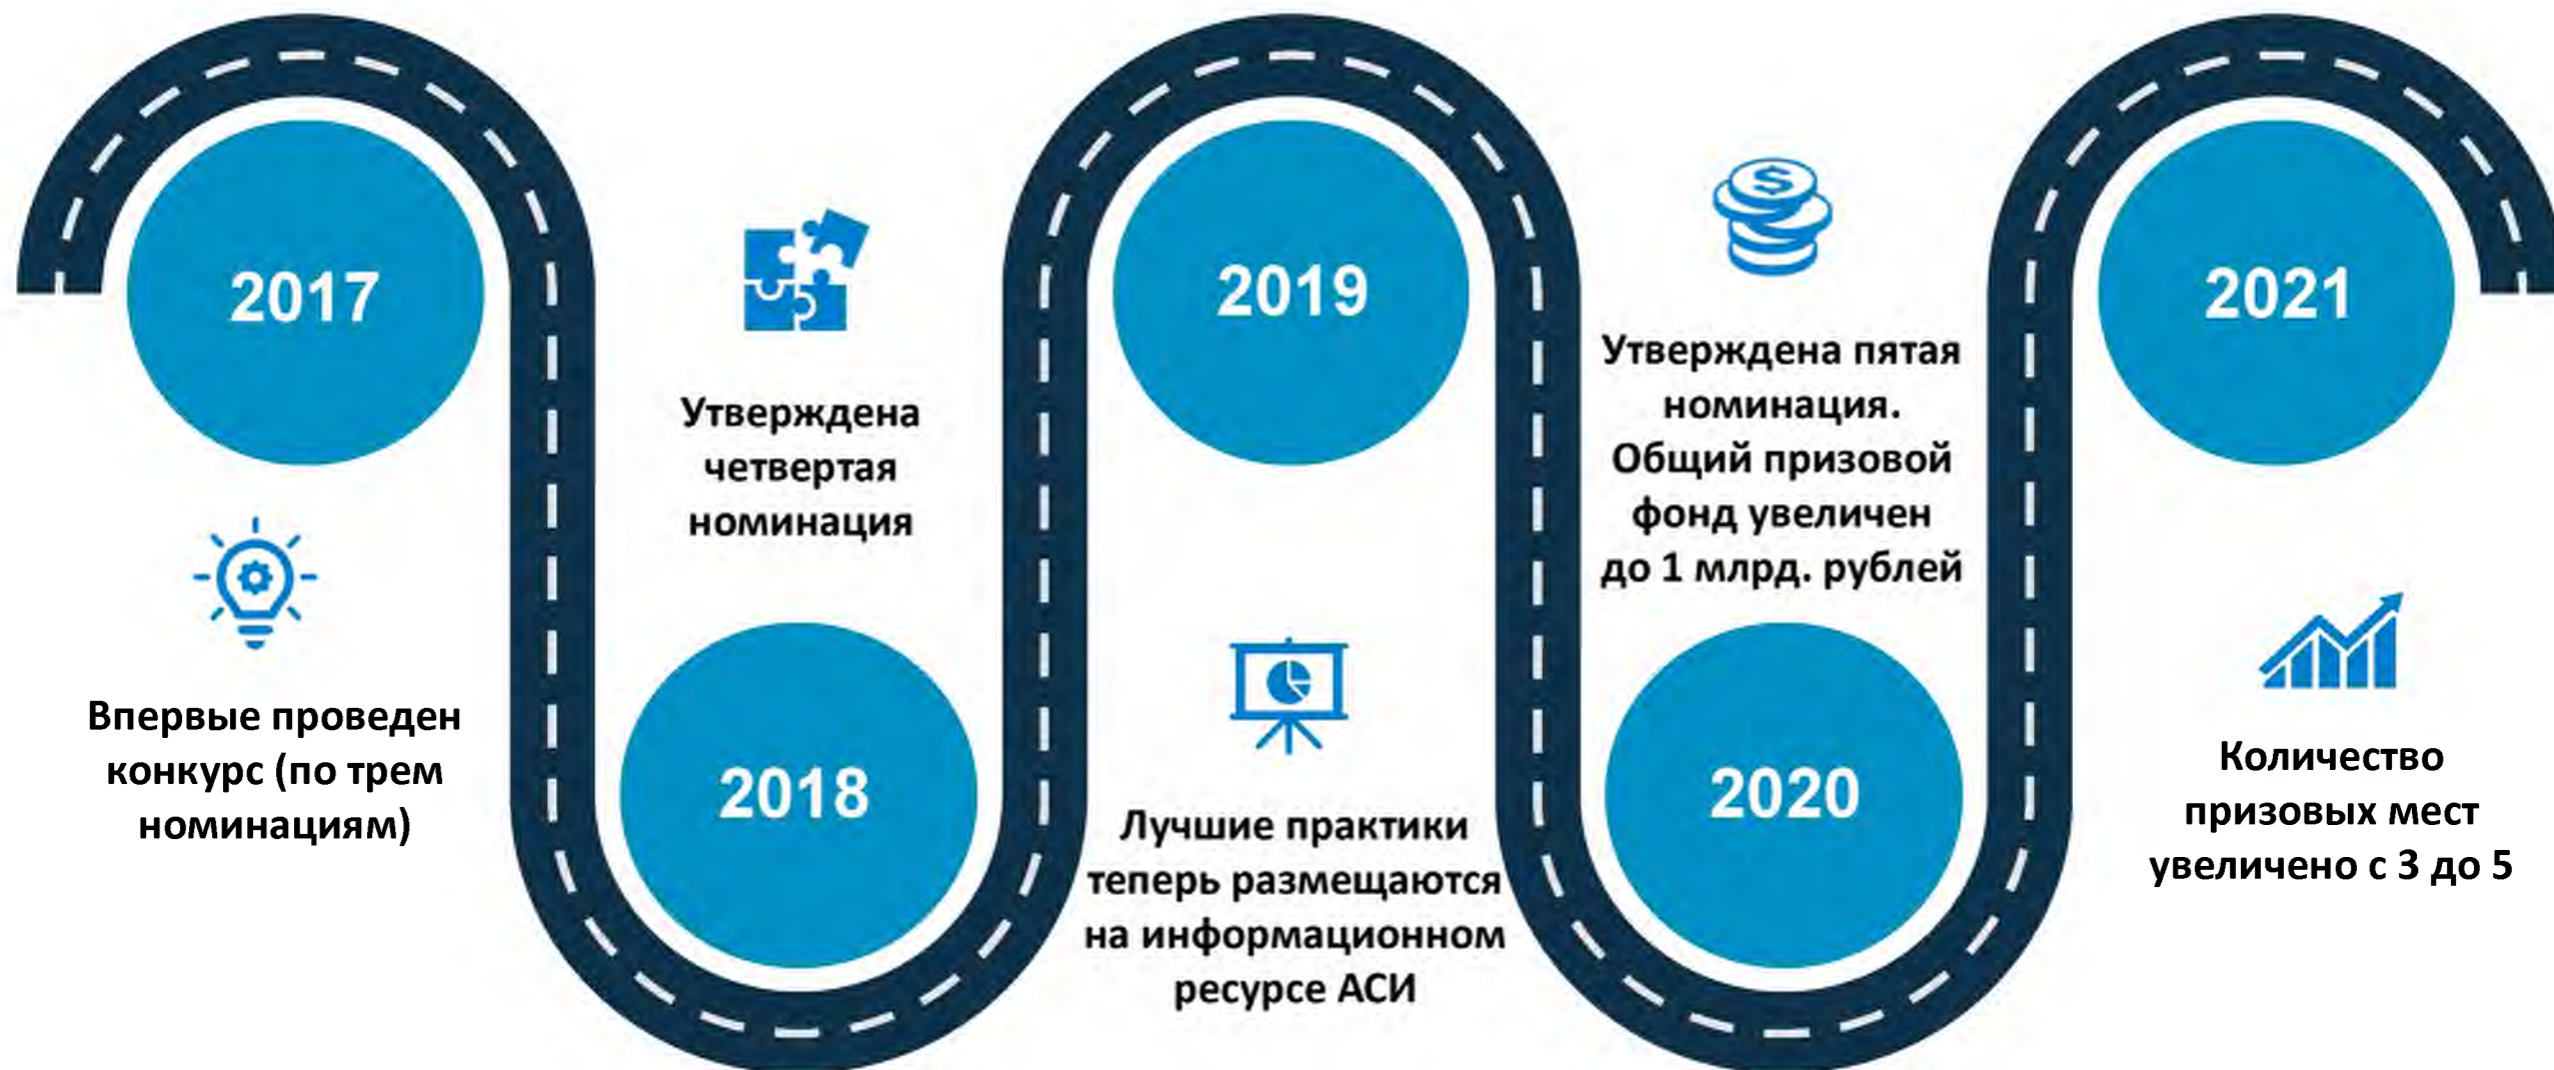 2017
Впервые проведен
конкурс (по трем
номинациям)
Утверждена
четвертая
номинация
2018
2019
Лучшие практики
теперь размещаются
на информационном
ресурсе АСИ
$
Утверждена пятая
номинация.
Общий призовой
фонд увеличен
до 1 млрд. рублей
2020
2021
Количество
призовых мест
увеличено с 3 до 5